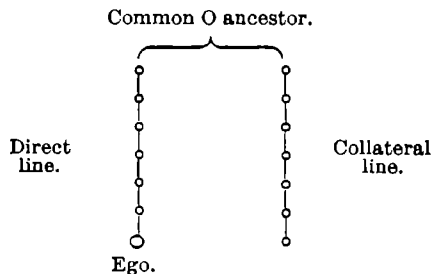 Common O ancestor.
Direct
line.
Collateral
line.
Ego.